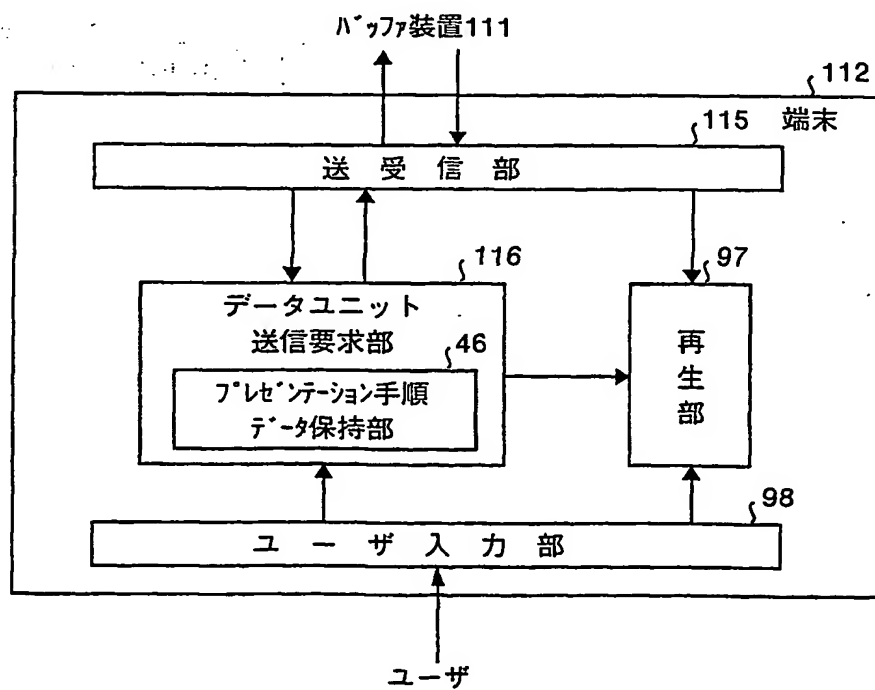 ﾊﾞｯﾌｧ装置111
112
端末
115
送受信部
116
97
データユニット
送信要求部
46
ﾌﾟﾚｾﾞﾝﾃｰｼｮﾝ手順
ﾃﾞｰﾀ保持部
再生部
98
ユーザ入力部
ユーザ